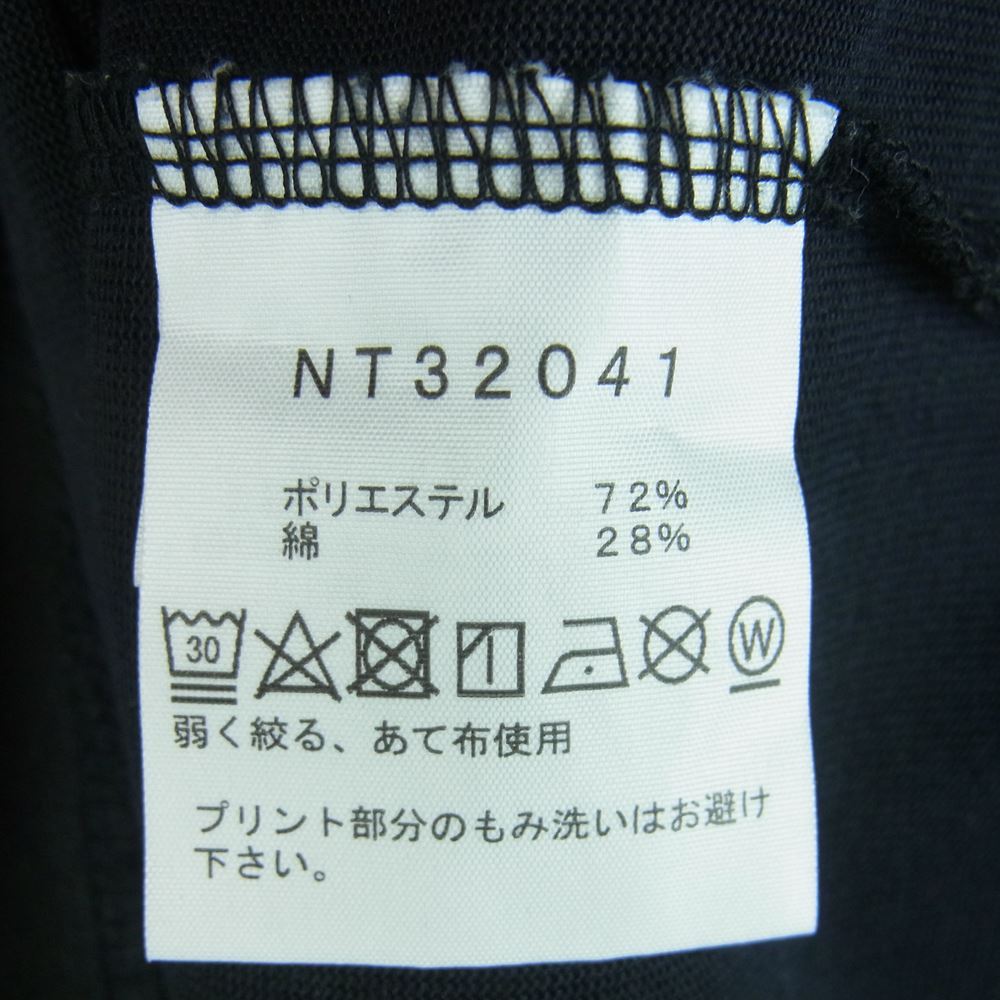 NT32041
ポリエステル 72%
綿 28%
30 W
弱く絞る、あて布使用
プリント部分のもみ洗いはお避け
下さい。